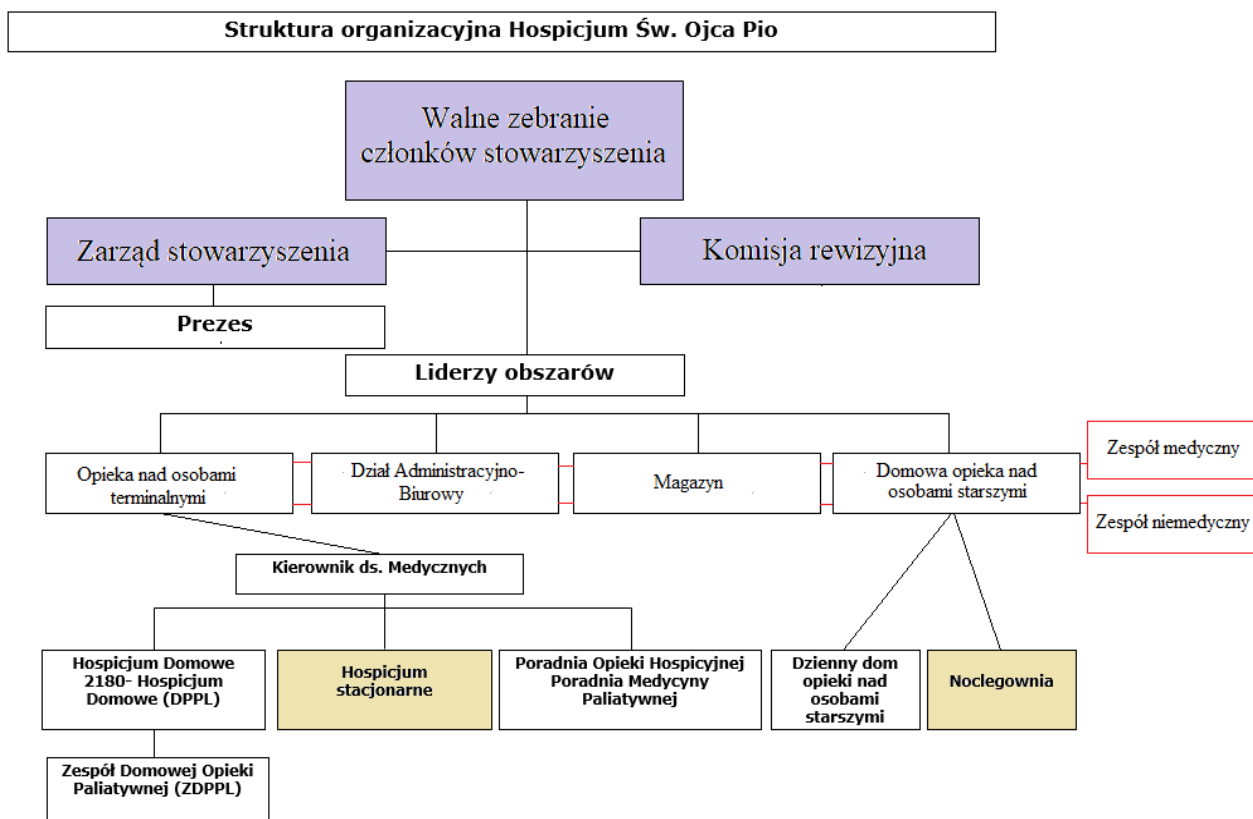 Struktura organizacyjna Hospicjum Św. Ojca Pio
Walne zebranie
członków stowarzyszenia
Zarząd stowarzyszenia
Komisja rewizyjna
Prezes
Liderzy obszarów
Opieka nad osobami
terminalnymi
Dział Administracyjno-
Biurowy
Magazyn
Domowa opieka nad
osobami starszymi
Zespół medyczny
Zespół niemedyczny
Kierownik ds. Medycznych
Hospicjum Domowe
2180- Hospicjum
Domowe (DPPL)
Hospicjum
stacjonarne
Poradnia Opieki Hospicyjnej
Poradnia Medycyny
Paliatywnej
Dzienny dom
opieki nad
osobami
starszymi
Noclegownia
Zespół Domowej Opieki
Paliatywnej (ZDPPL)